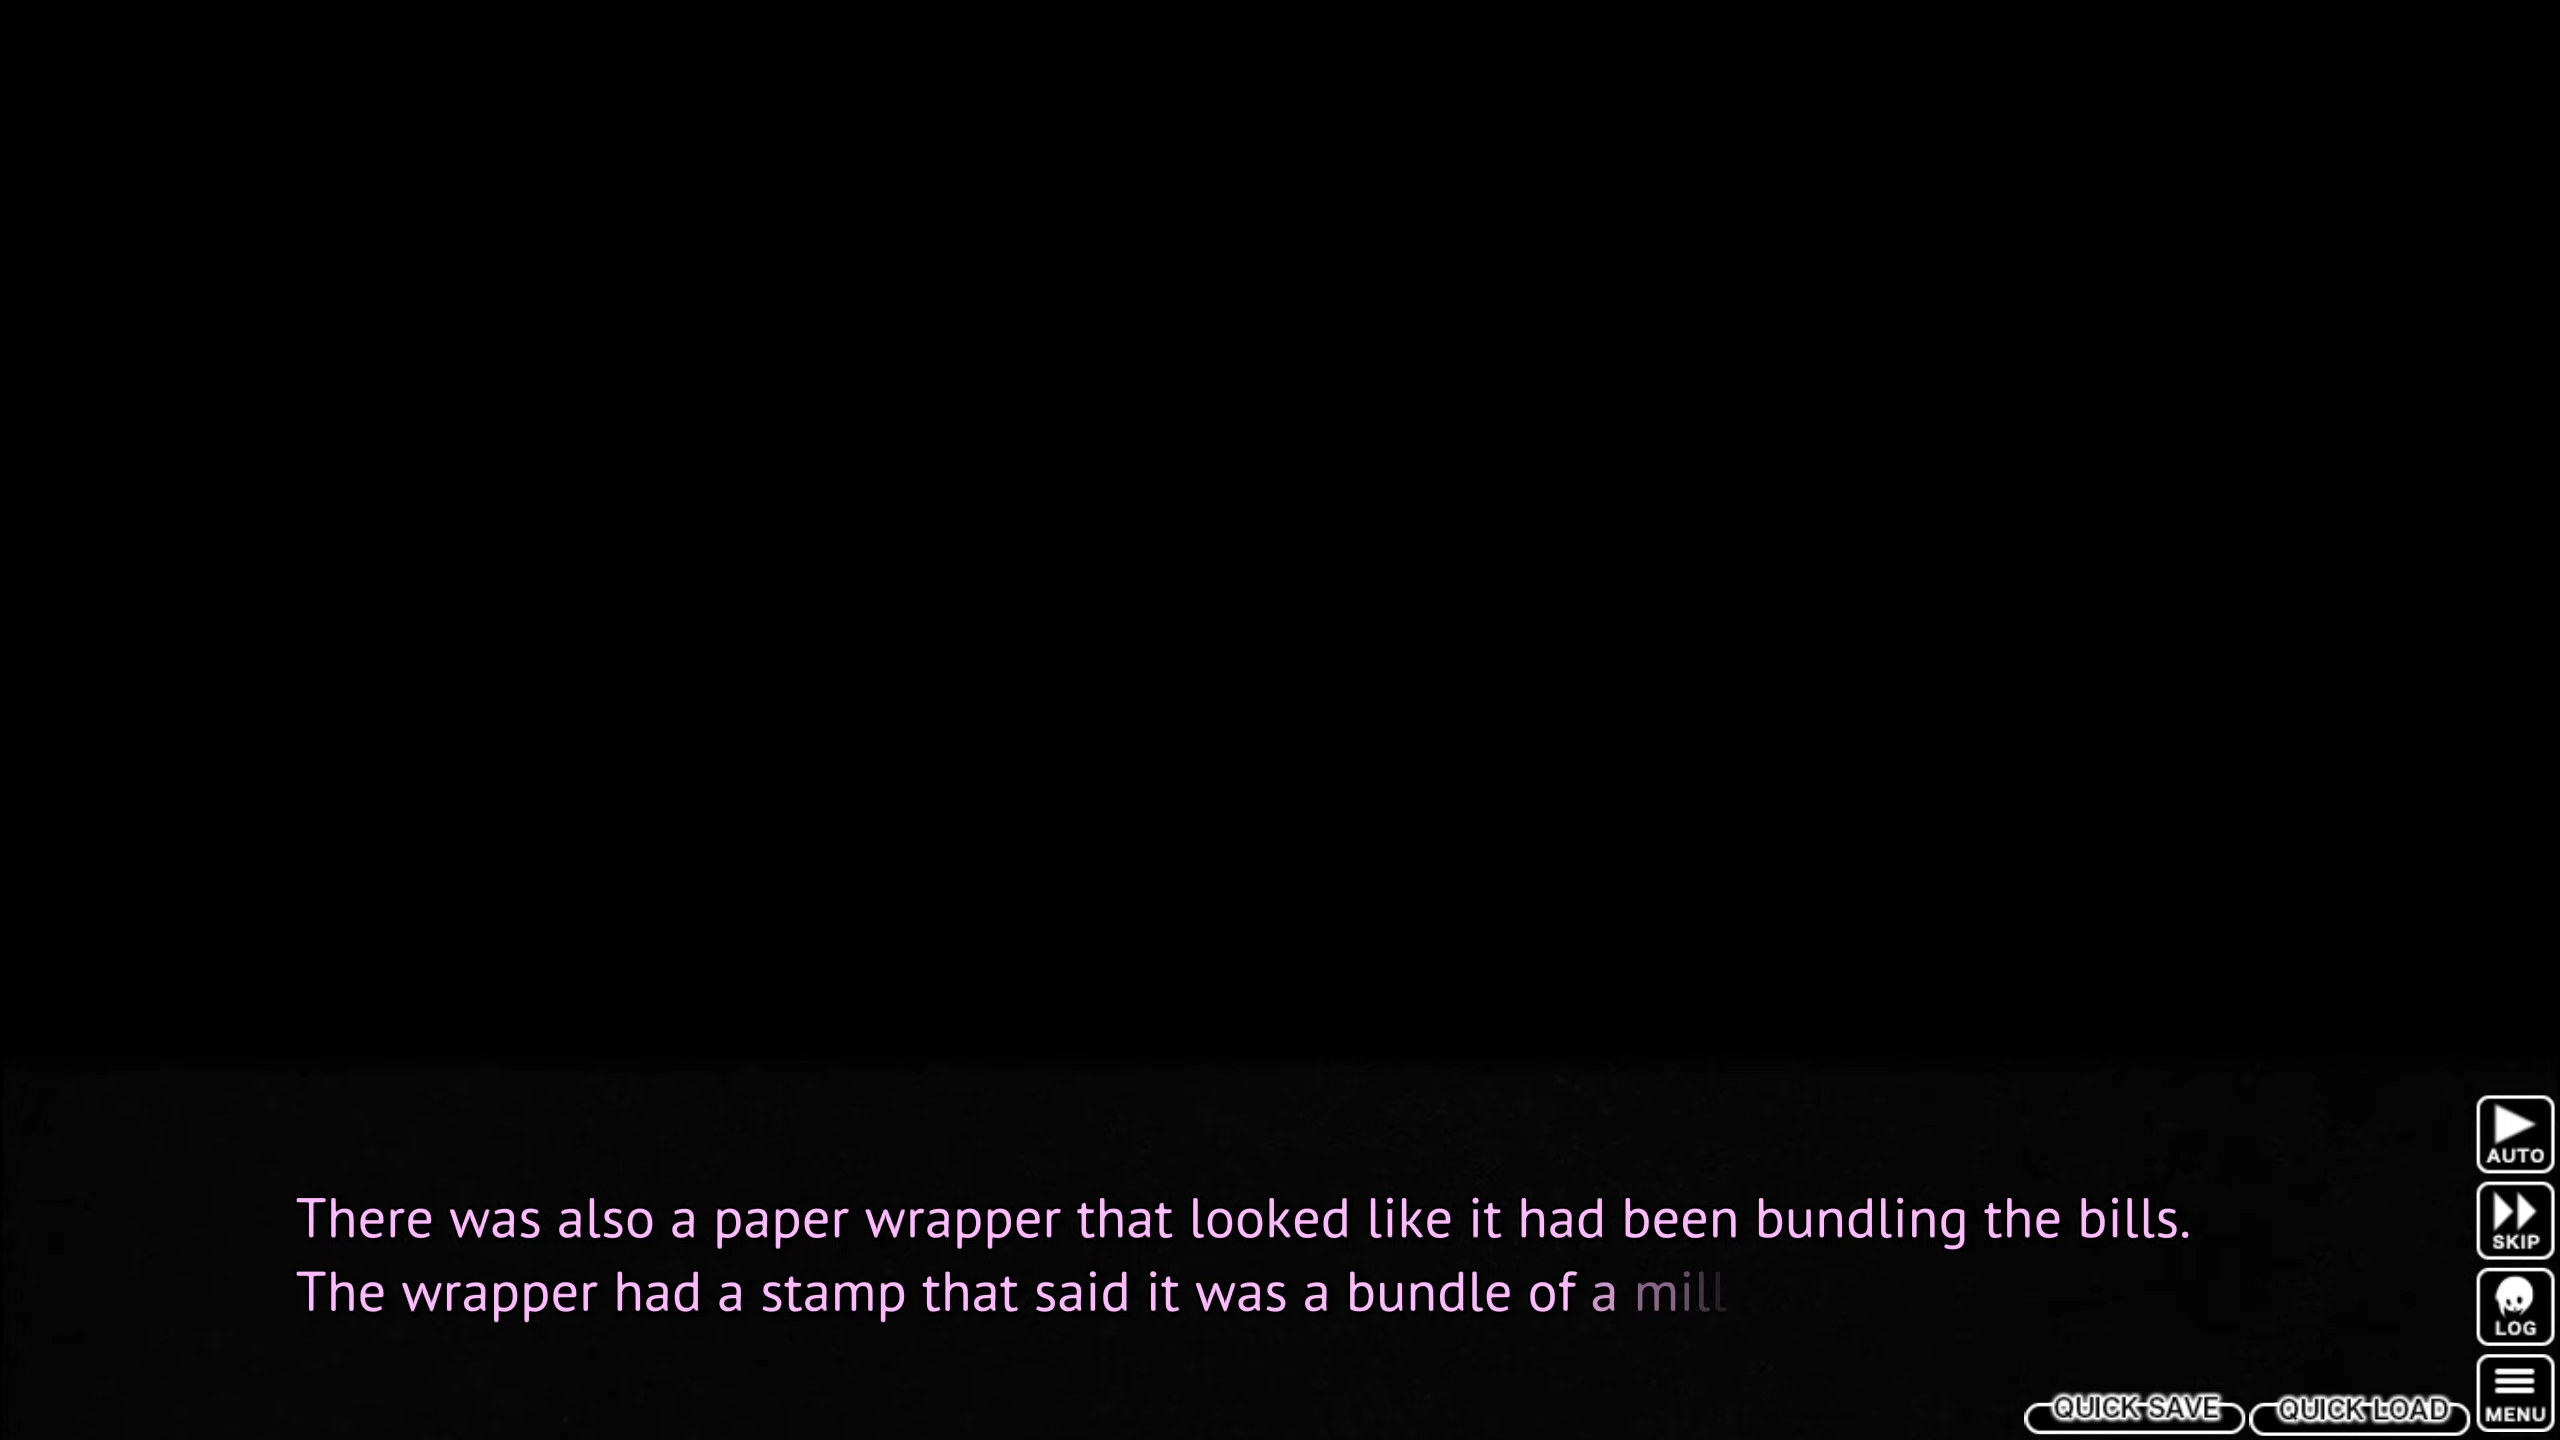 There was also a paper wrapper that looked like it had been bundling the bills.
The wrapper had a stamp that said it was a bundle of a mill
AUTO
SKIP
LOG
MENU
QUICK SAVE
QUICK LOAD